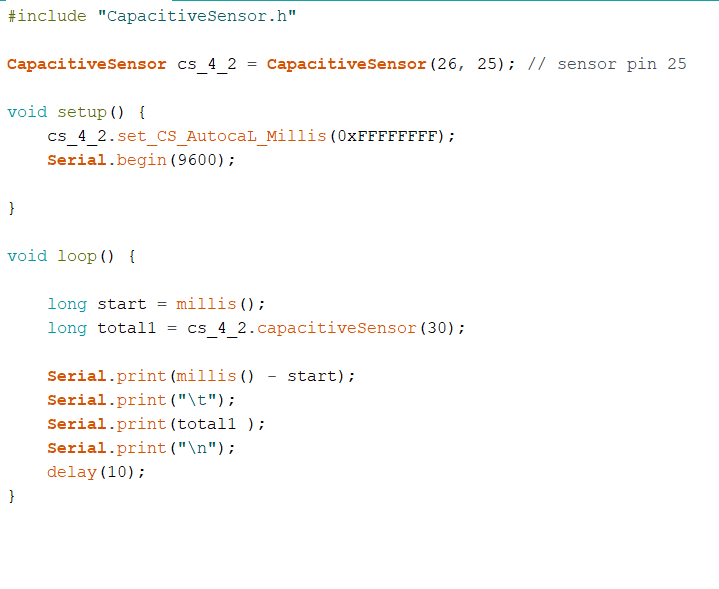 #include "CapacitiveSensor.h"
CapacitiveSensor cs_4_2 = CapacitiveSensor(26, 25); // sensor pin 25
void setup() {
cs_4_2.set_CS_AutocaL_Millis(0xFFFFFFFF);
Serial.begin(9600);
}
void loop() {
long start = millis();
long total1 = cs_4_2.capacitiveSensor(30);
Serial.print(millis() - start);
Serial.print("\t");
Serial.print(total1 );
Serial.print("\n");
delay(10);
}